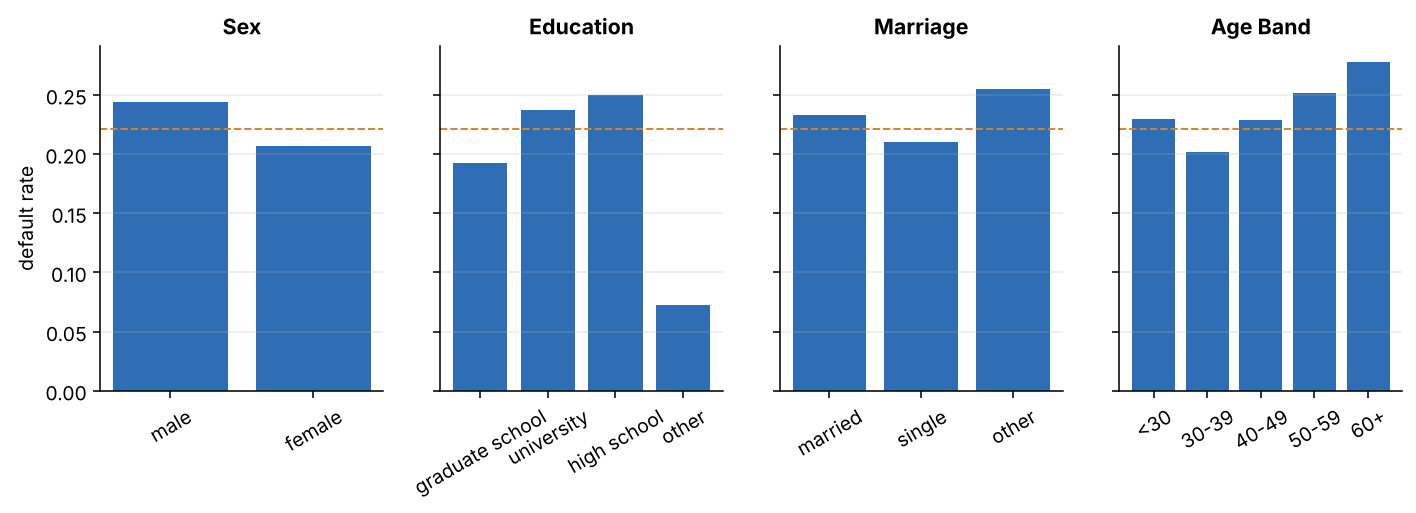 Sex
Education
Marriage
Age Band
default rate
0.25
0.20
0.15
0.10
0.05
0.00
male
female
graduate school
university
high school
other
married
single
other
<30
30-39
40-49
50-59
60+